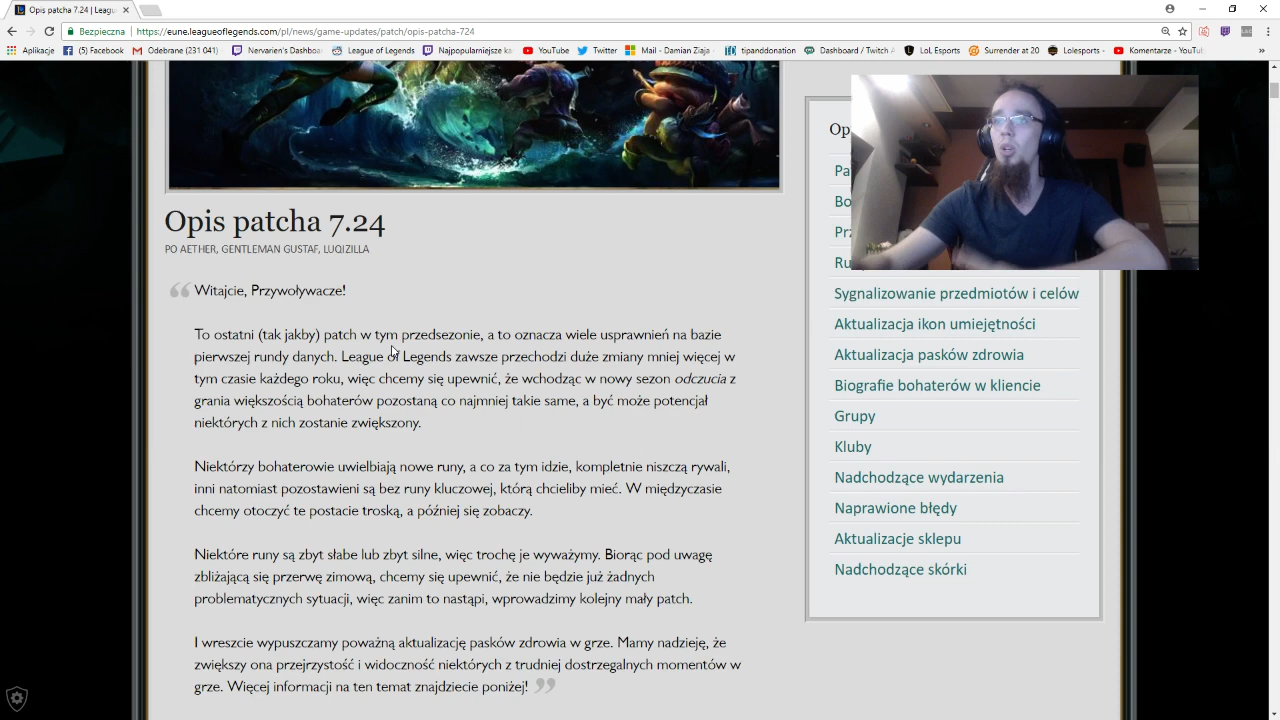 Opis patcha 7.24 | Leagu
Bezpieczna
https://eune.leagueoflegends.com/pl/news/game-updates/patch/opis-patcha-724
Aplikacje
(5) Facebook
Odebrane (231 041)
Nervarien's Dashboard
League of Legends
Najpopularniejsze ka
YouTube
Twitter
Mail - Damian Ziaja
tipanddonation
Dashboard / Twitch A
LoL Esports
Surrender at 20
Lolesports -
Komentarze - YouTu
Opis patcha 7.24
PO AETHER, GENTLEMAN GUSTAF, LUQIZILLA
Witajcie, Przywoływacze!
To ostatni (tak jakby) patch w tym przedsezonie, a to oznacza wiele usprawnień na bazie
pierwszej rundy danych. League of Legends zawsze przechodzi duże zmiany mniej więcej w
tym czasie każdego roku, więc chcemy się upewnić, że wchodząc w nowy sezon odczucia z
grania większością bohaterów pozostaną co najmniej takie same, a być może potencjał
niektórych z nich zostanie zwiększony.
Niektórzy bohaterowie uwielbiają nowe runy, a co za tym idzie, kompletnie niszczą rywali,
inni natomiast pozostawieni są bez runy kluczowej, którą chcieliby mieć. W międzyczasie
chcemy otoczyć te postacie troską, a później się zobaczy.
Niektóre runy są zbyt słabe lub zbyt silne, więc trochę je wyważymy. Biorąc pod uwagę
zbliżającą się przerwę zimową, chcemy się upewnić, że nie będzie już żadnych
problematycznych sytuacji, więc zanim to nastąpi, wprowadzimy kolejny mały patch.
I wreszcie wypuszczamy poważną aktualizację pasków zdrowia w grze. Mamy nadzieję, że
zwiększy ona przejrzystość i widoczność niektórych z trudniej dostrzegalnych momentów w
grze. Więcej informacji na ten temat znajdziecie poniżej!
Op
Pa
Bo
Prz
Ru
Sygnalizowanie przedmiotów i celów
Aktualizacja ikon umiejętności
Aktualizacja pasków zdrowia
Biografie bohaterów w kliencie
Grupy
Kluby
Nadchodzące wydarzenia
Naprawione błędy
Aktualizacje sklepu
Nadchodzące skórki